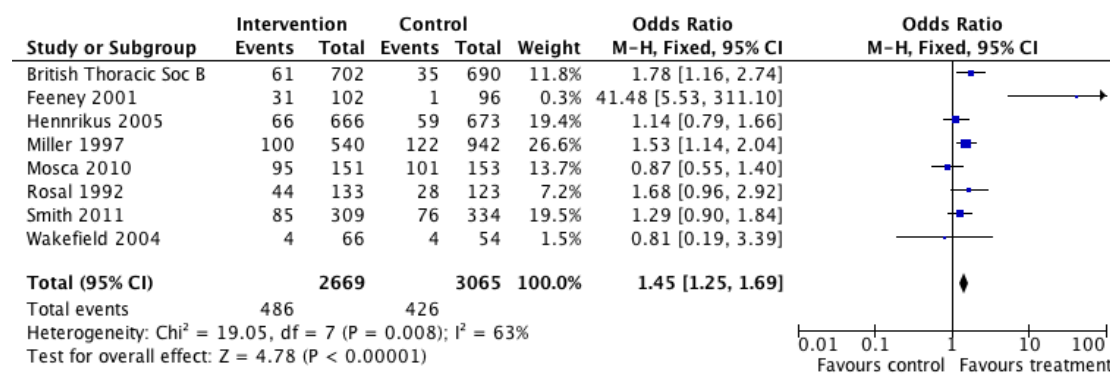 Intervention Control Odds Ratio Odds Ratio
Study or Subgroup Events Total Events Total Weight M-H, Fixed, 95% CI M-H, Fixed, 95% CI
British Thoracic Soc B 61 702 35 690 11.8% 1.78 [1.16, 2.74]
Feeney 2001 31 102 1 96 0.3% 41.48 [5.53, 311.10]
Hennrikus 2005 66 666 59 673 19.4% 1.14 [0.79, 1.66]
Miller 1997 100 540 122 942 26.6% 1.53 [1.14, 2.04]
Mosca 2010 95 151 101 153 13.7% 0.87 [0.55, 1.40]
Rosal 1992 44 133 28 123 7.2% 1.68 [0.96, 2.92]
Smith 2011 85 309 76 334 19.5% 1.29 [0.90, 1.84]
Wakefield 2004 4 66 4 54 1.5% 0.81 [0.19, 3.39]
Total (95% CI) 2669 3065 100.0% 1.45 [1.25, 1.69]
Total events 486 426
Heterogeneity: Chi² = 19.05, df = 7 (P = 0.008); I² = 63%
Test for overall effect: Z = 4.78 (P < 0.00001)
0.01 0.1 1 10 100
Favours control Favours treatment